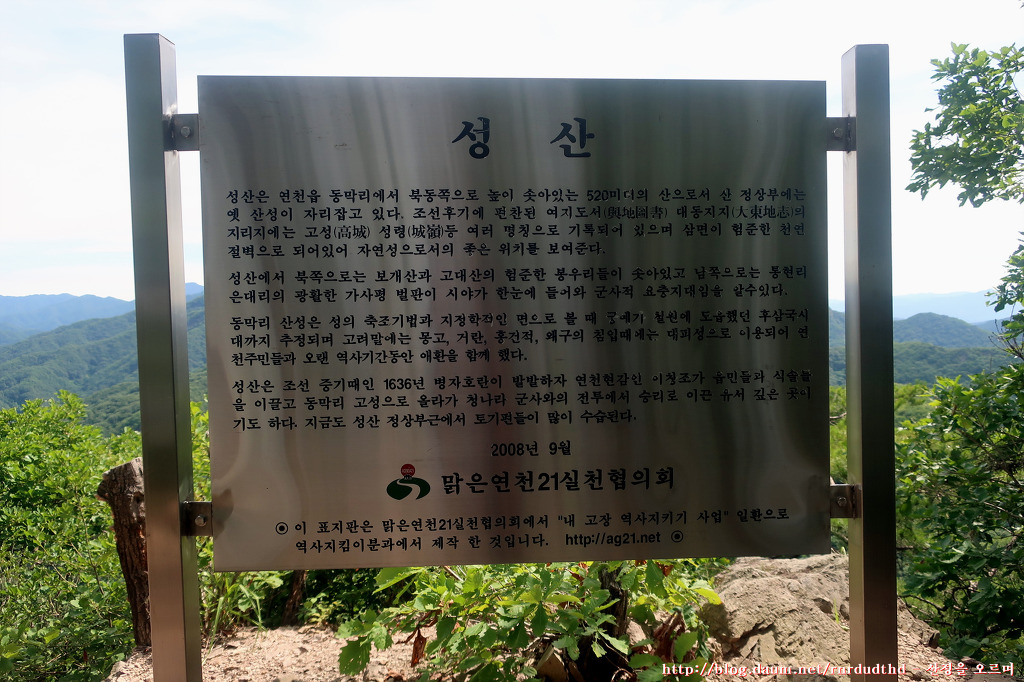 성 산
성산은 연천읍 동막리에서 북동쪽으로 높이 솟아있는 520미터의 산으로서 산 정상부에는
옛 산성이 자리잡고 있다. 조선후기에 편찬된 여지도서(輿地圖書) 대동지지(大東地志)의
지리지에는 고성(高城) 성령(城嶺)등 여러 명칭으로 기록되어 있으며 삼면이 험준한 천연
절벽으로 되어있어 자연성으로서의 좋은 위치를 보여준다.
성산에서 북쪽으로는 보개산과 고대산의 험준한 봉우리들이 솟아있고 남쪽으로는 통현리
은대리의 광활한 가사평 벌판이 시야가 한눈에 들어와 군사적 요충지대임을 알수있다.
동막리 산성은 성의 축조기법과 지정학적인 면으로 볼 때 궁예가 철원에 도읍했던 후삼국시
대까지 추정되며 고려말에는 몽고, 거란, 홍건적, 왜구의 침입때에는 대피성으로 이용되어 연
천주민들과 오랜 역사기간동안 애환을 함께 했다.
성산은 조선 중기때인 1636년 병자호란이 발발하자 연천현감인 이창조가 읍민들과 식솔들
을 이끌고 동막리 고성으로 올라가 청나라 군사와의 전투에서 승리로 이끈 유서 깊은 곳이
기도 하다. 지금도 성산 정상부근에서 토기편들이 많이 수습된다.
2008년 9월
맑은연천21실천협의회
◉ 이 표지판은 맑은연천21실천협의회에서 "내 고장 역사지키기 사업" 일환으로
역사지킴이분과에서 제작 한 것입니다. http://ag21.net ◉
http://blog.daum.net/rurdudthd 산정을 오르며